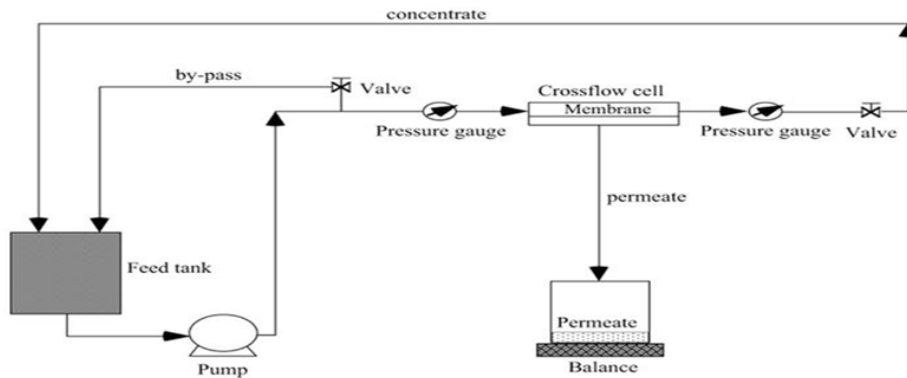 concentrate
by-pass
Valve
Crossflow cell
Membrane
Pressure gauge
Pressure gauge
Valve
permeate
Feed tank
Permeate
Pump
Balance